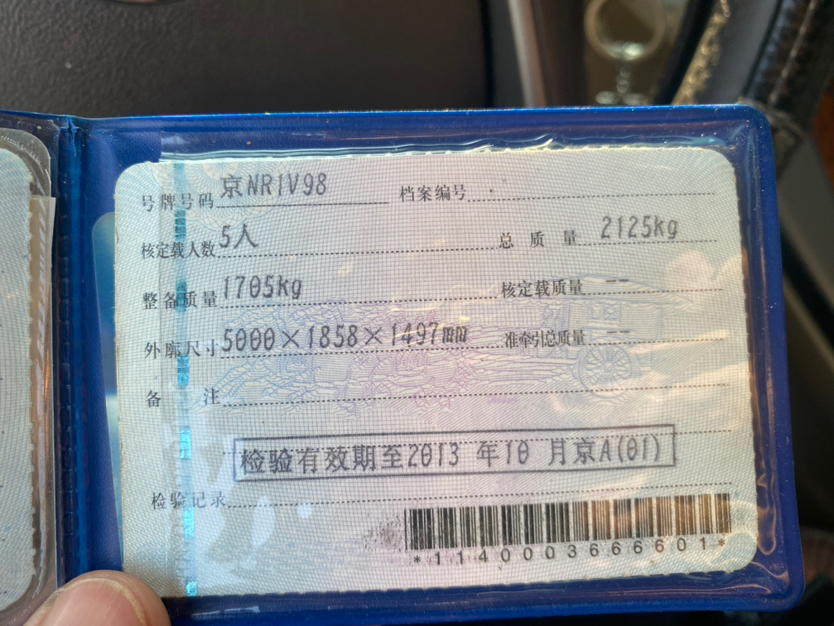 号牌号码 京NR1V98 档案编号
核定载人数 5人 总质量 2125kg
整备质量 1705kg 核定载质量 --
外廓尺寸 5000×1858×1497mm 准牵引总质量 --
备注
检验有效期至2013 年10 月京A(01)
检验记录
*1140003666601*